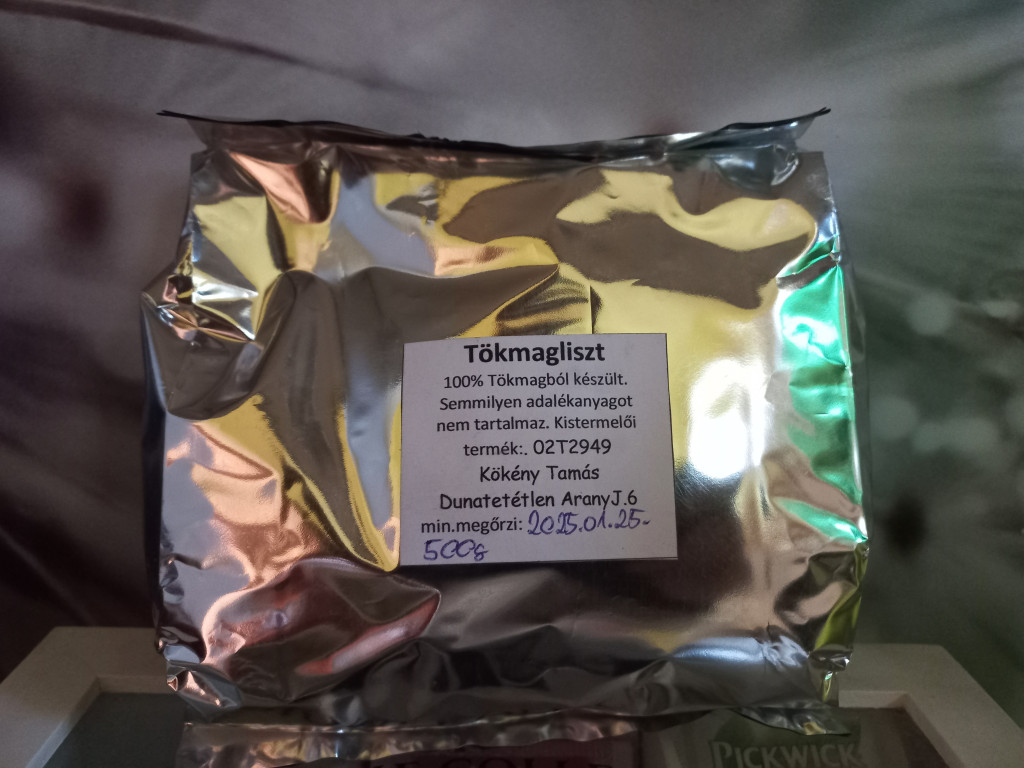 Tökmagliszt
100% Tökmagból készült.
Semmilyen adalékanyagot
nem tartalmaz. Kistermelői
termék:. 02T2949
Kökény Tamás
Dunatetétlen AranyJ.6
min.megőrzi: 2025.01.25.
500g
PICKWICK